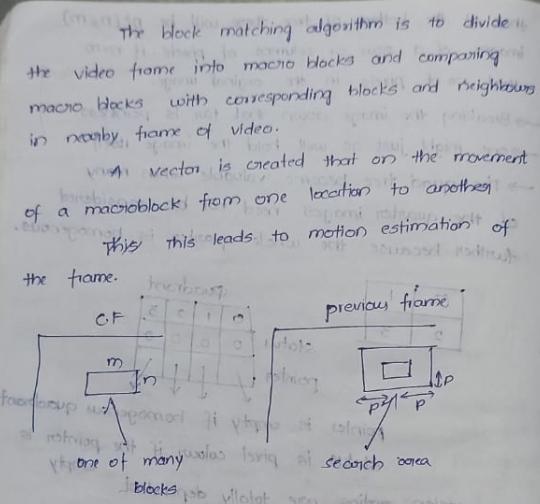 The block matching algorithm is to divide
the video frame into macro blocks and comparing
macro blocks with corresponding blocks and neighbours
in nearby frame of video.
A vector is created that on the movement
of a macroblock from one location to another
This this leads to motion estimation of
the frame.
C.F
previous frame
m
n
P
P
P
one of many
blocks
search area